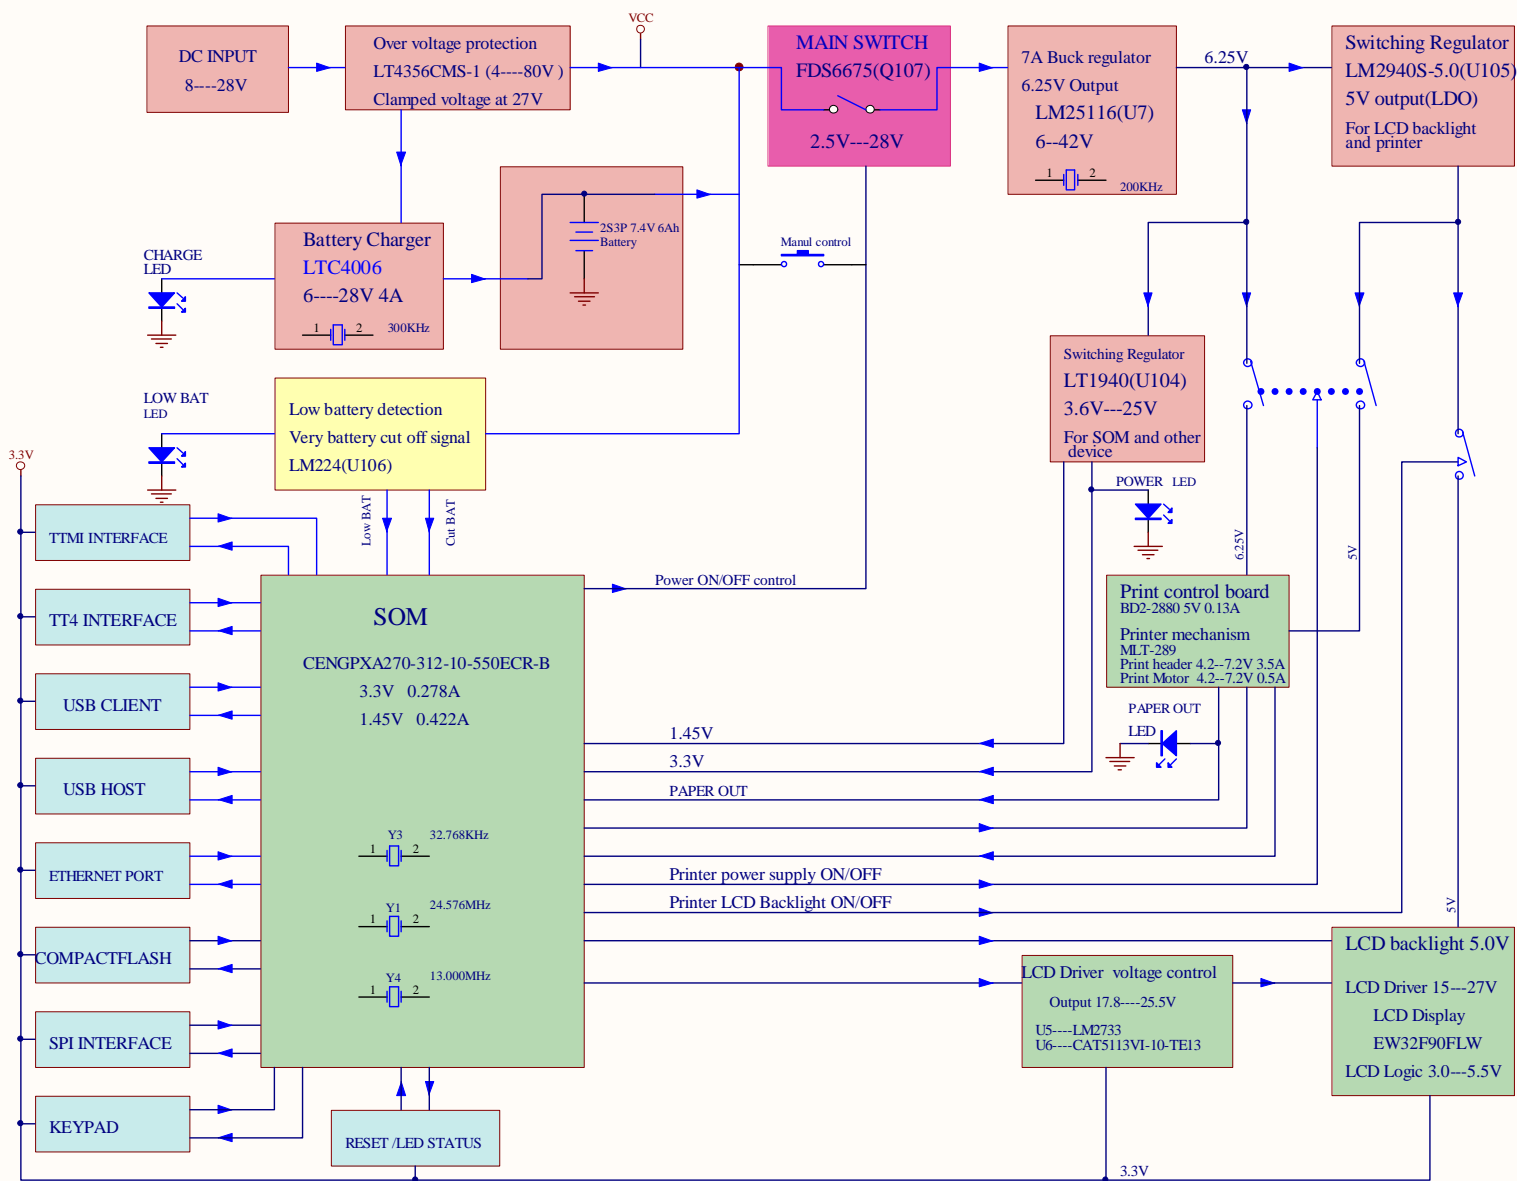 VCC
DC INPUT
8----28V
Over voltage protection
LT4356CMS-1 (4----80V )
Clamped voltage at 27V
MAIN SWITCH
FDS6675(Q107)
2.5V---28V
7A Buck regulator
6.25V Output
LM25116(U7)
6--42V
1 2
200KHz
6.25V
Switching Regulator
LM2940S-5.0(U105)
5V output(LDO)
For LCD backlight
and printer
CHARGE
LED
Battery Charger
LTC4006
6----28V 4A
1 2 300KHz
2S3P 7.4V 6Ah
Battery
Manul control
LOW BAT
LED
Low battery detection
Very battery cut off signal
LM224(U106)
Low BAT
Cut BAT
Switching Regulator
LT1940(U104)
3.6V---25V
For SOM and other
device
POWER LED
6.25V
5V
3.3V
TTMI INTERFACE
TT4 INTERFACE
USB CLIENT
USB HOST
ETHERNET PORT
COMPACTFLASH
SPI INTERFACE
KEYPAD
SOM
CENGPXA270-312-10-550ECR-B
3.3V 0.278A
1.45V 0.422A
Y3 32.768KHz
1 2
Y1 24.576MHz
1 2
Y4 13.000MHz
1 2
RESET /LED STATUS
Power ON/OFF control
Print control board
BD2-2880 5V 0.13A
Printer mechanism
MLT-289
Print header 4.2--7.2V 3.5A
Print Motor 4.2--7.2V 0.5A
PAPER OUT
LED
1.45V
3.3V
PAPER OUT
Printer power supply ON/OFF
Printer LCD Backlight ON/OFF
5V
LCD Driver voltage control
Output 17.8----25.5V
U5----LM2733
U6----CAT5113VI-10-TE13
LCD backlight 5.0V
LCD Driver 15---27V
LCD Display
EW32F90FLW
LCD Logic 3.0---5.5V
3.3V